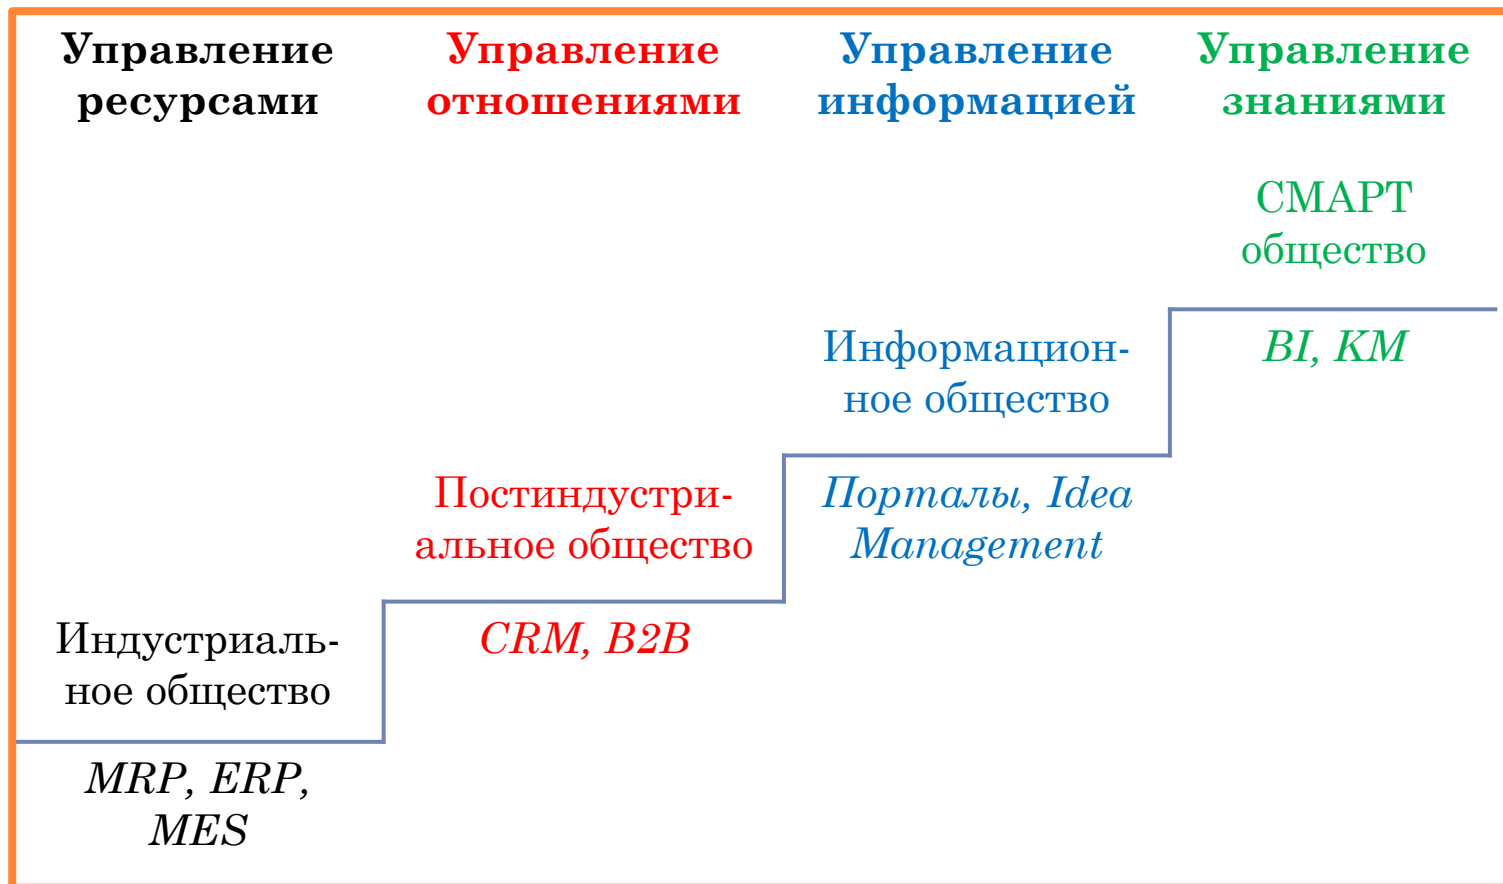 Управление
ресурсами
Управление
отношениями
Управление
информацией
Управление
знаниями
СМАРТ
общество
BI, KM
Информацион-
ное общество
Порталы, Idea
Management
Постиндустри-
альное общество
CRM, B2B
Индустриаль-
ное общество
MRP, ERP,
MES